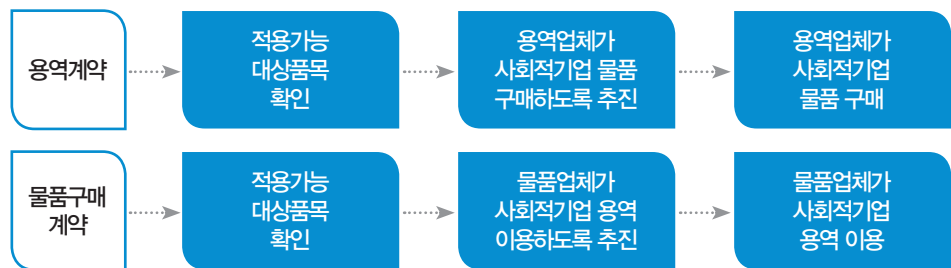 용역계약
적용가능
대상품목
확인
용역업체가
사회적기업 물품
구매하도록 추진
용역업체가
사회적기업
물품 구매
물품구매
계약
적용가능
대상품목
확인
물품업체가
사회적기업 용역
이용하도록 추진
물품업체가
사회적기업
용역 이용